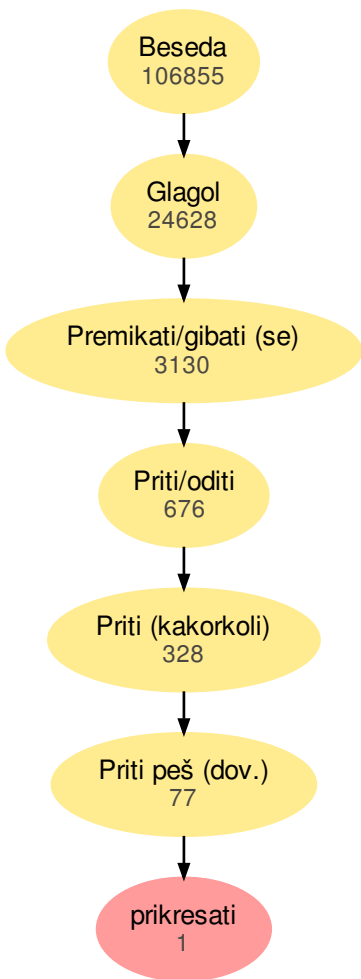 Beseda
106855
Glagol
24628
Premikati/gibati (se)
3130
Priti/oditi
676
Priti (kakorkoli)
328
Priti peš (dov.)
77
prikresati
1